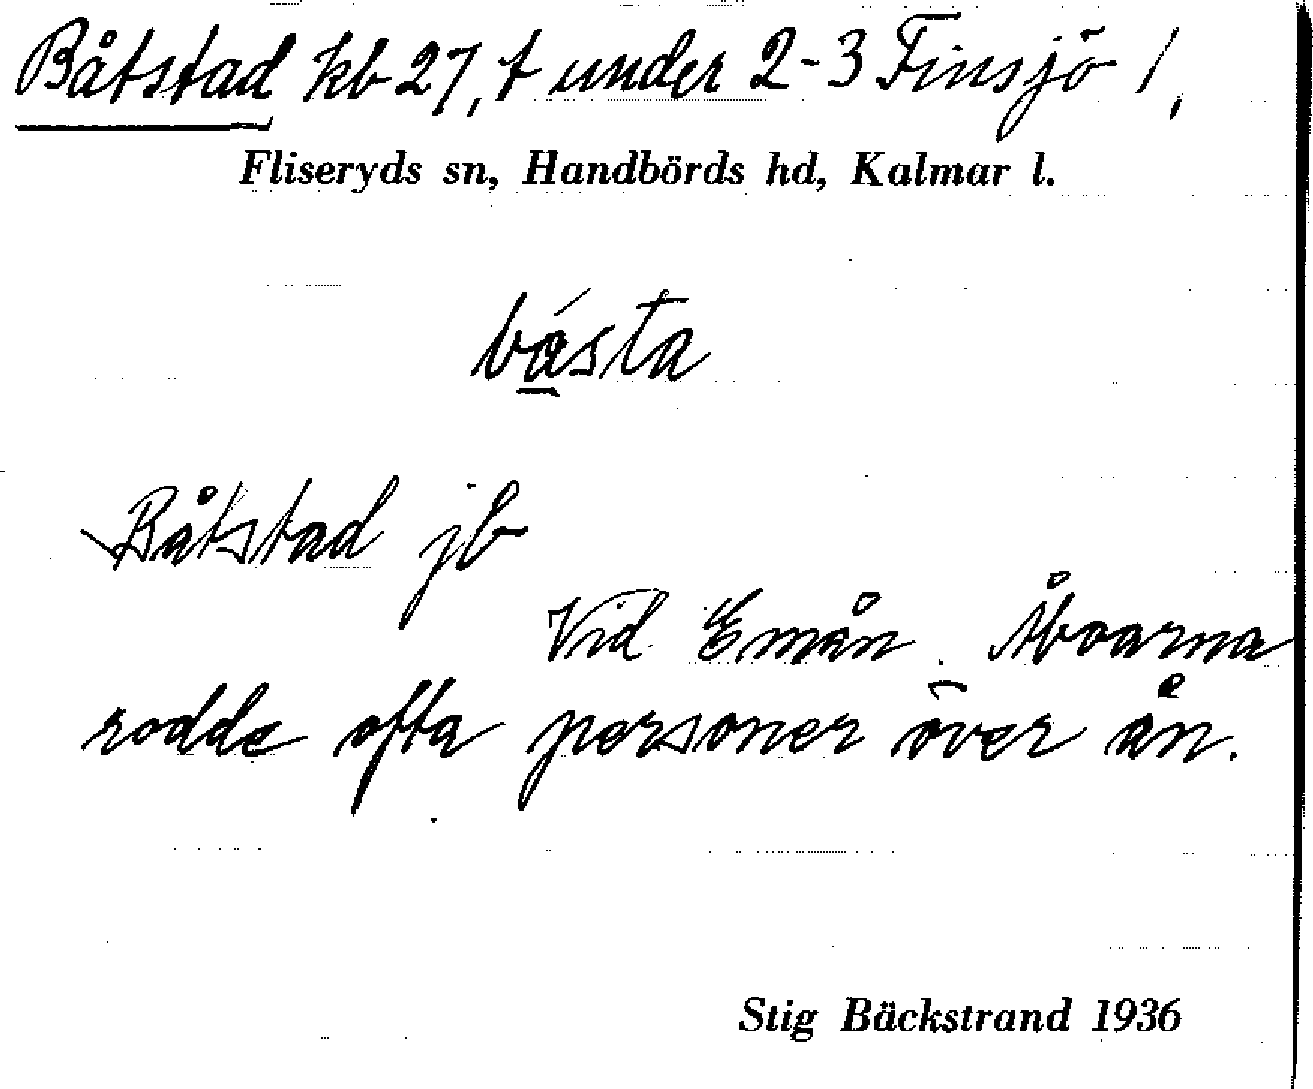 Båtstad kb 27, t under 2-3 Finsjö 1,
Fliseryds sn, Handbörds hd, Kalmar l.
básta
Båtstad jb
Vid Emån. Åboarna
rodde ofta personer över ån.
Stig Bäckstrand 1936